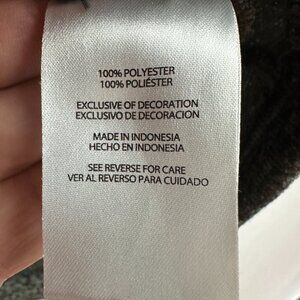 100% POLYESTER
100% POLIÉSTER
EXCLUSIVE OF DECORATION
EXCLUSIVO DE DECORACION
MADE IN INDONESIA
HECHO EN INDONESIA
SEE REVERSE FOR CARE
VER AL REVERSO PARA CUIDADO